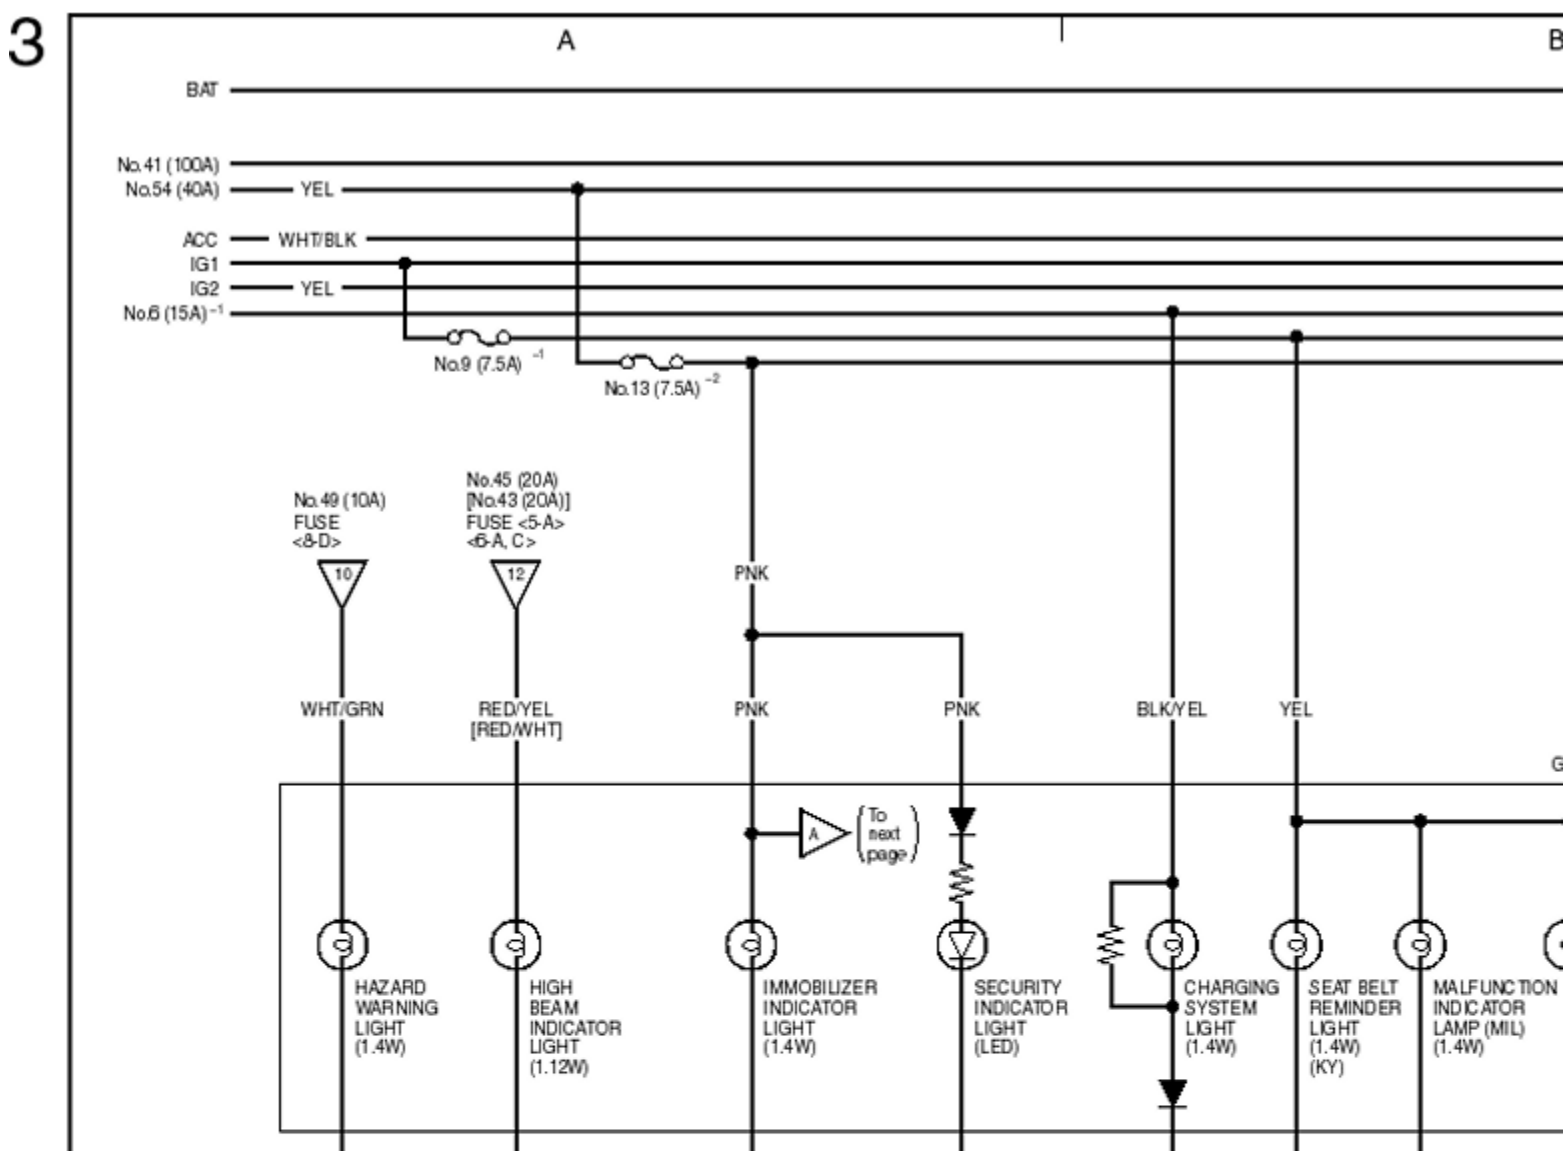 3
A
B
BAT
No.41 (100A)
No.54 (40A)
YEL
ACC
WHT/BLK
IG1
IG2
YEL
No.6 (15A) -1
No.9 (7.5A) -1
No.13 (7.5A) -2
No.49 (10A)
FUSE
<8-D>
10
No.45 (20A)
[No.43 (20A)]
FUSE <5-A>
<6-A, C>
12
PNK
WHT/GRN
RED/YEL
[RED/WHT]
PNK
PNK
BLK/YEL
YEL
G
A
(To
next
page)
HAZARD
WARNING
LIGHT
(1.4W)
HIGH
BEAM
INDICATOR
LIGHT
(1.12W)
IMMOBILIZER
INDICATOR
LIGHT
(1.4W)
SECURITY
INDICATOR
LIGHT
(LED)
CHARGING
SYSTEM
LIGHT
(1.4W)
SEAT BELT
REMINDER
LIGHT
(1.4W)
(KY)
MALFUNCTION
INDICATOR
LAMP (MIL)
(1.4W)